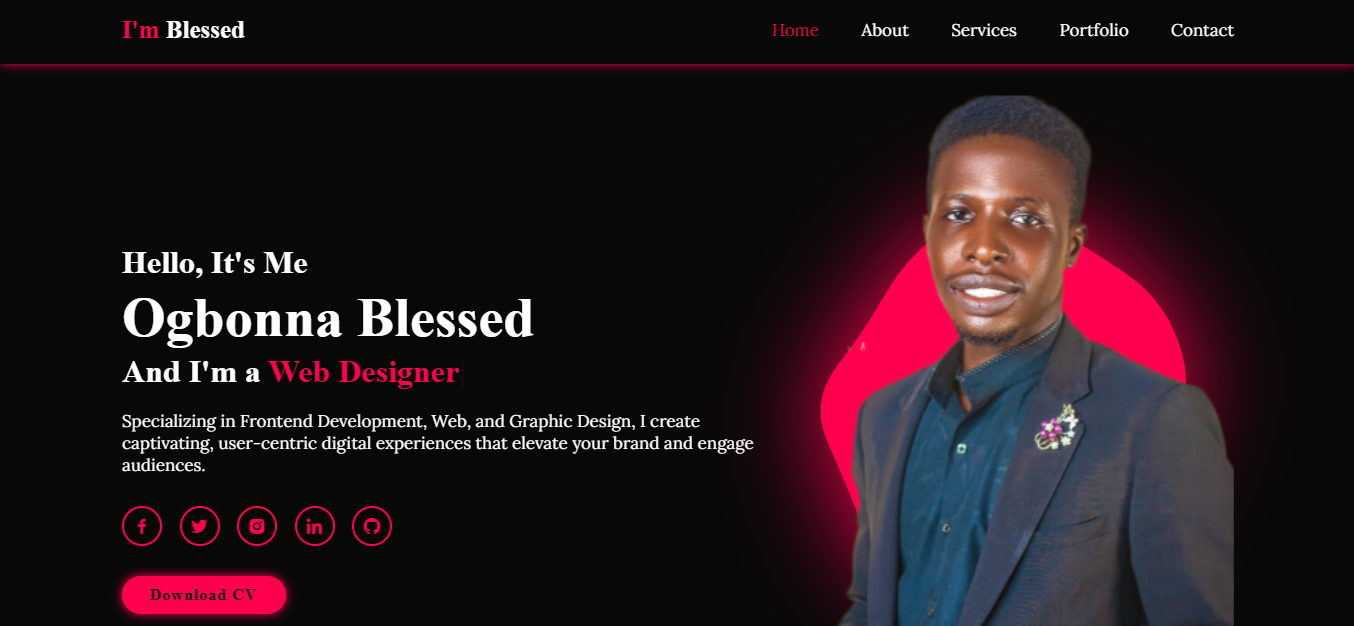 I'm Blessed
Home About Services Portfolio Contact
Hello, It's Me
Ogbonna Blessed
And I'm a Web Designer
Specializing in Frontend Development, Web, and Graphic Design, I create
captivating, user-centric digital experiences that elevate your brand and engage
audiences.
Download CV